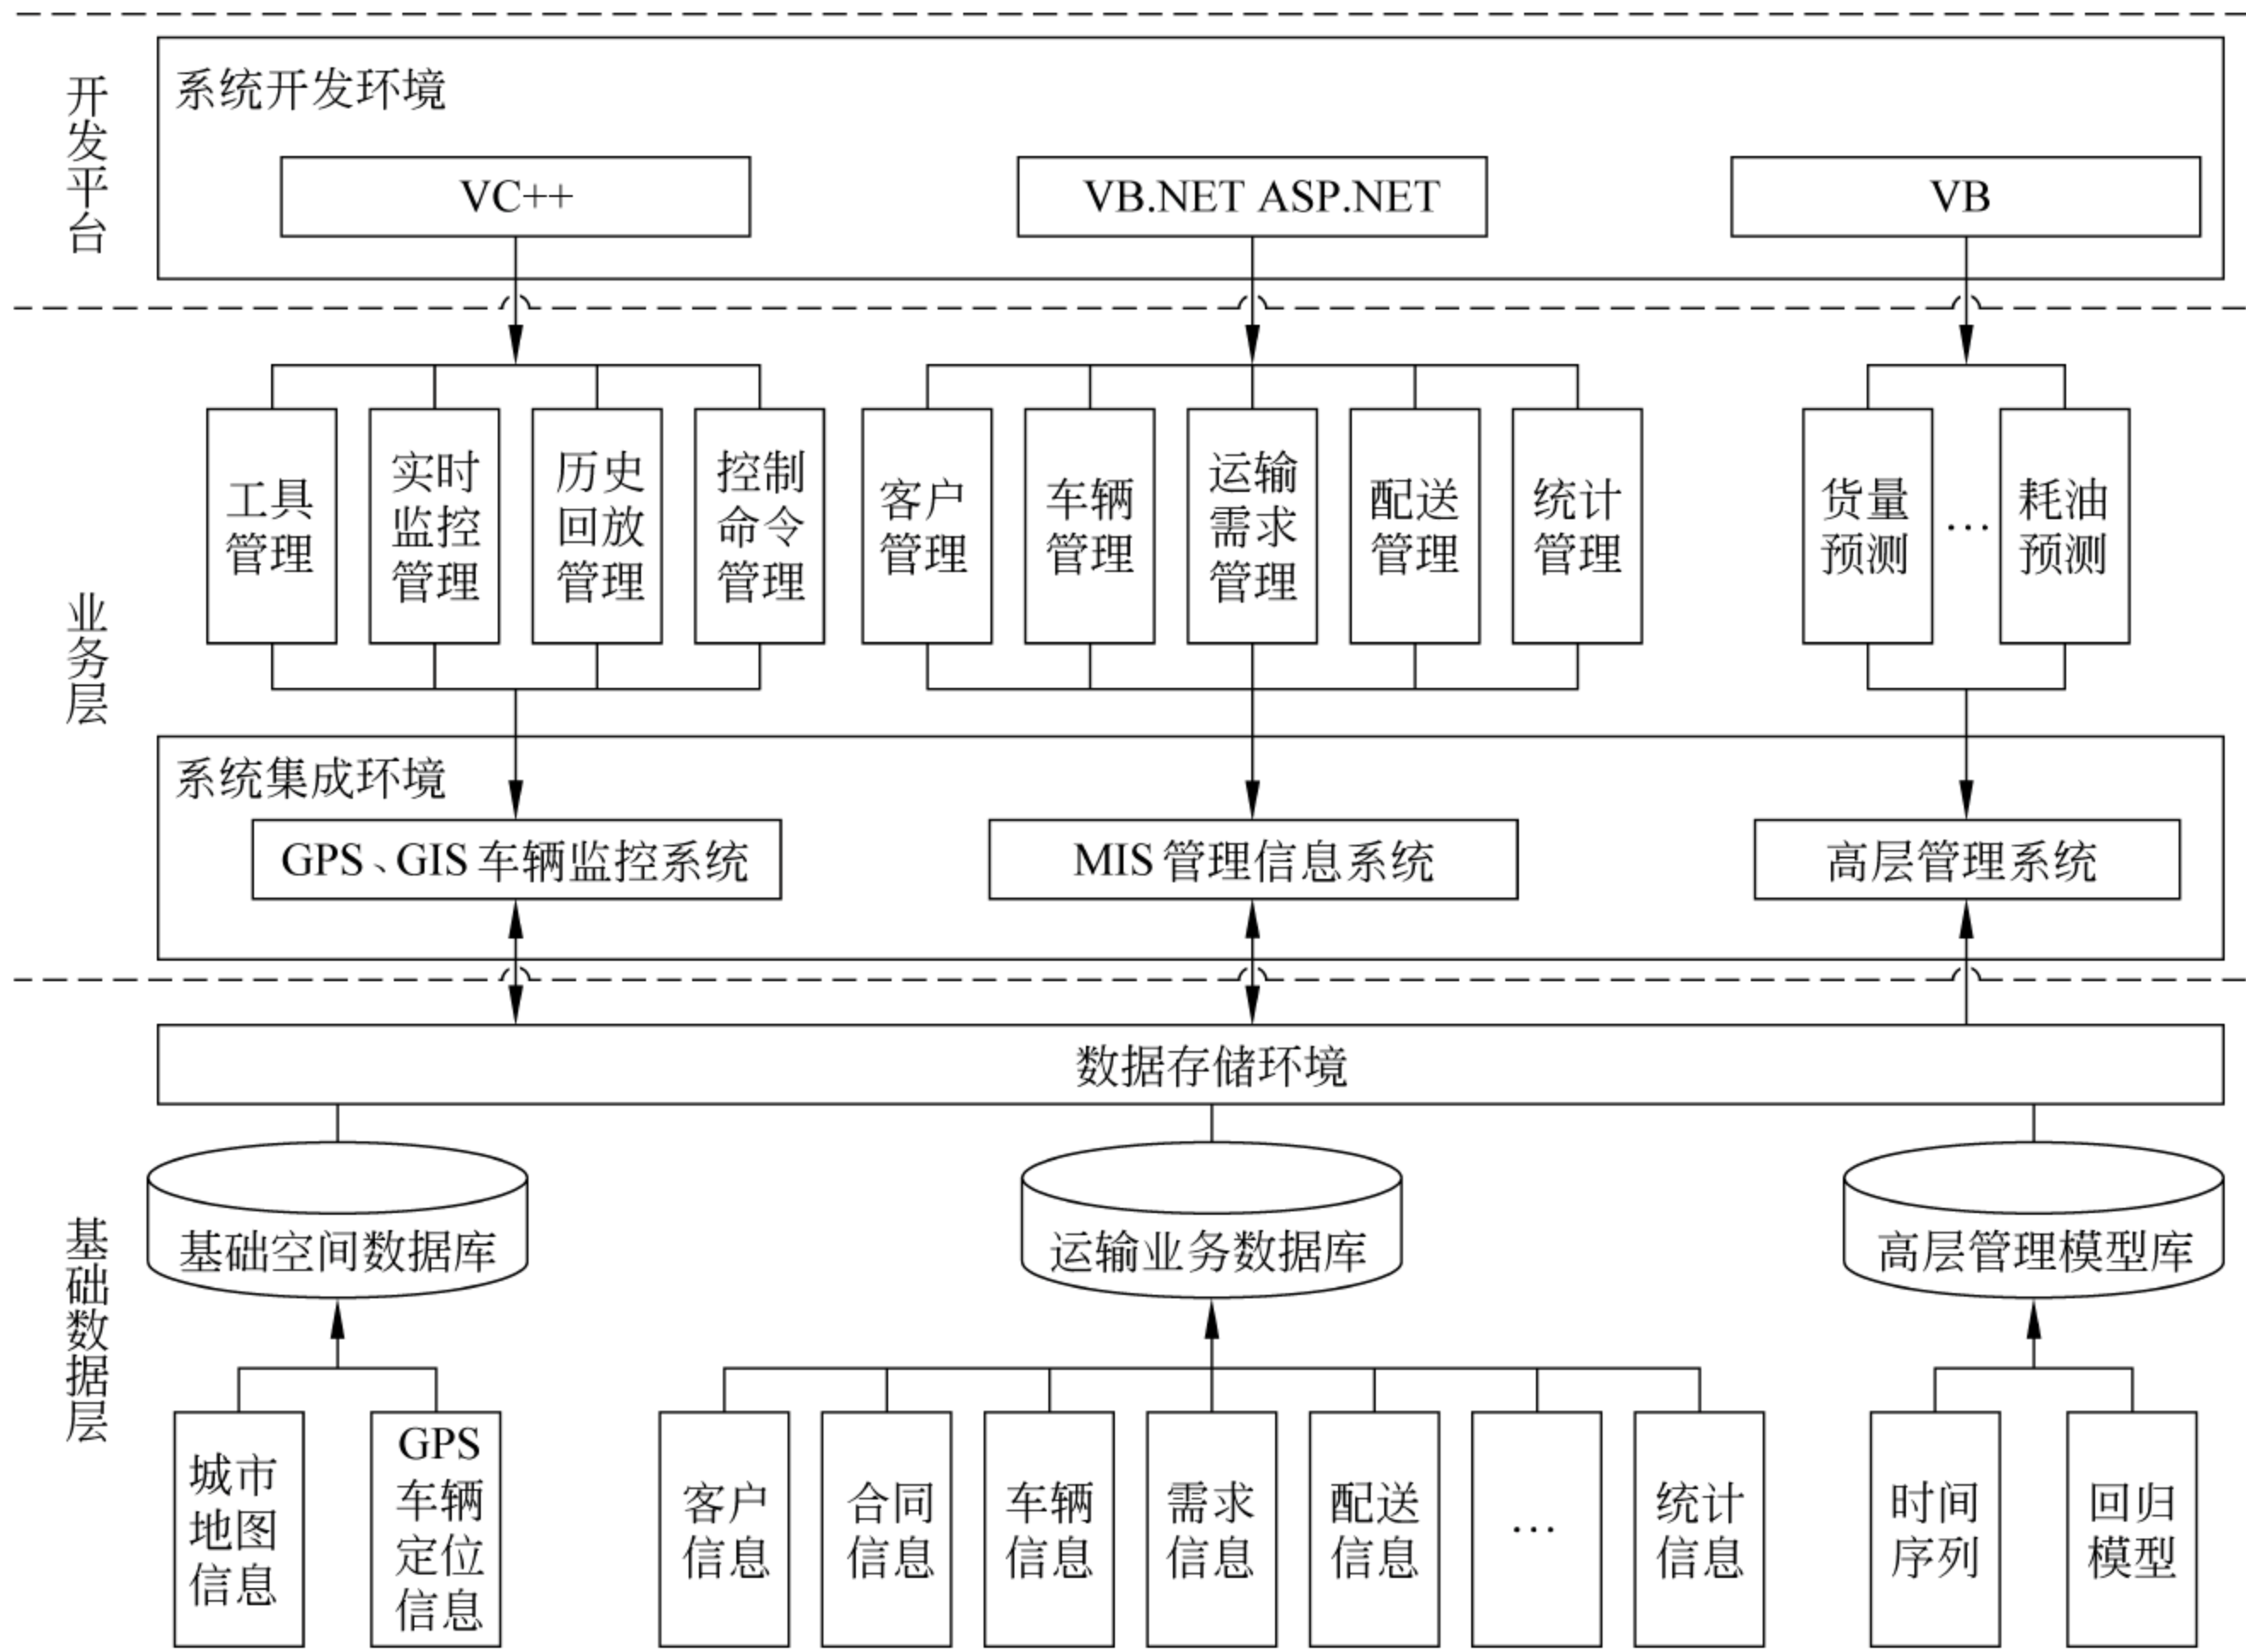 开发平台
系统开发环境
VC++
VB.NET ASP.NET
VB
业务层
工具
管理
实时
监控
管理
历史
回放
管理
控制
命令
管理
客户
管理
车辆
管理
运输
需求
管理
配送
管理
统计
管理
货量
预测
…
耗油
预测
系统集成环境
GPS、GIS 车辆监控系统
MIS 管理信息系统
高层管理系统
基础数据层
数据存储环境
基础空间数据库
运输业务数据库
高层管理模型库
城市
地图
信息
GPS
车辆
定位
信息
客户
信息
合同
信息
车辆
信息
需求
信息
配送
信息
…
统计
信息
时间
序列
回归
模型